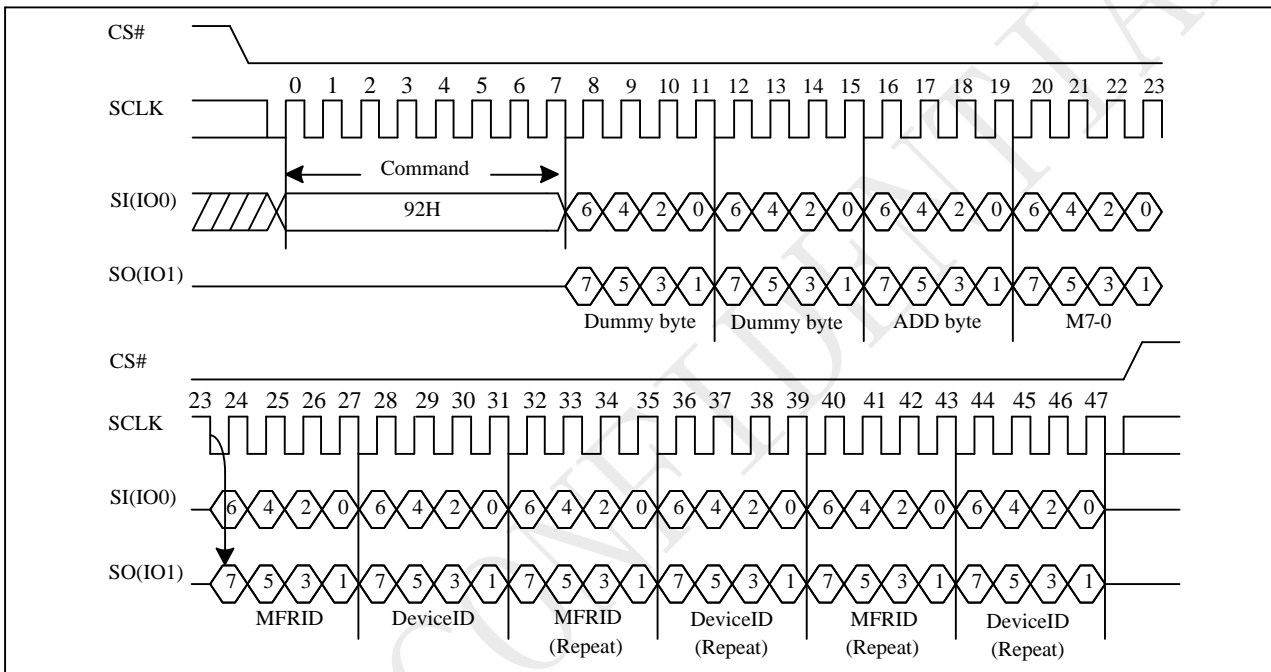 CS#
0 1 2 3 4 5 6 7 8 9 10 11 12 13 14 15 16 17 18 19 20 21 22 23
SCLK
Command
SI(IO0) 92H 6 4 2 0 6 4 2 0 6 4 2 0 6 4 2 0
SO(IO1) 7 5 3 1 7 5 3 1 7 5 3 1 7 5 3 1
Dummy byte Dummy byte ADD byte M7-0
CS#
23 24 25 26 27 28 29 30 31 32 33 34 35 36 37 38 39 40 41 42 43 44 45 46 47
SCLK
SI(IO0) 6 4 2 0 6 4 2 0 6 4 2 0 6 4 2 0 6 4 2 0 6 4 2 0
SO(IO1) 7 5 3 1 7 5 3 1 7 5 3 1 7 5 3 1 7 5 3 1 7 5 3 1
MFRID DeviceID MFRID DeviceID MFRID DeviceID
(Repeat) (Repeat) (Repeat) (Repeat)
CONFIDENTIA